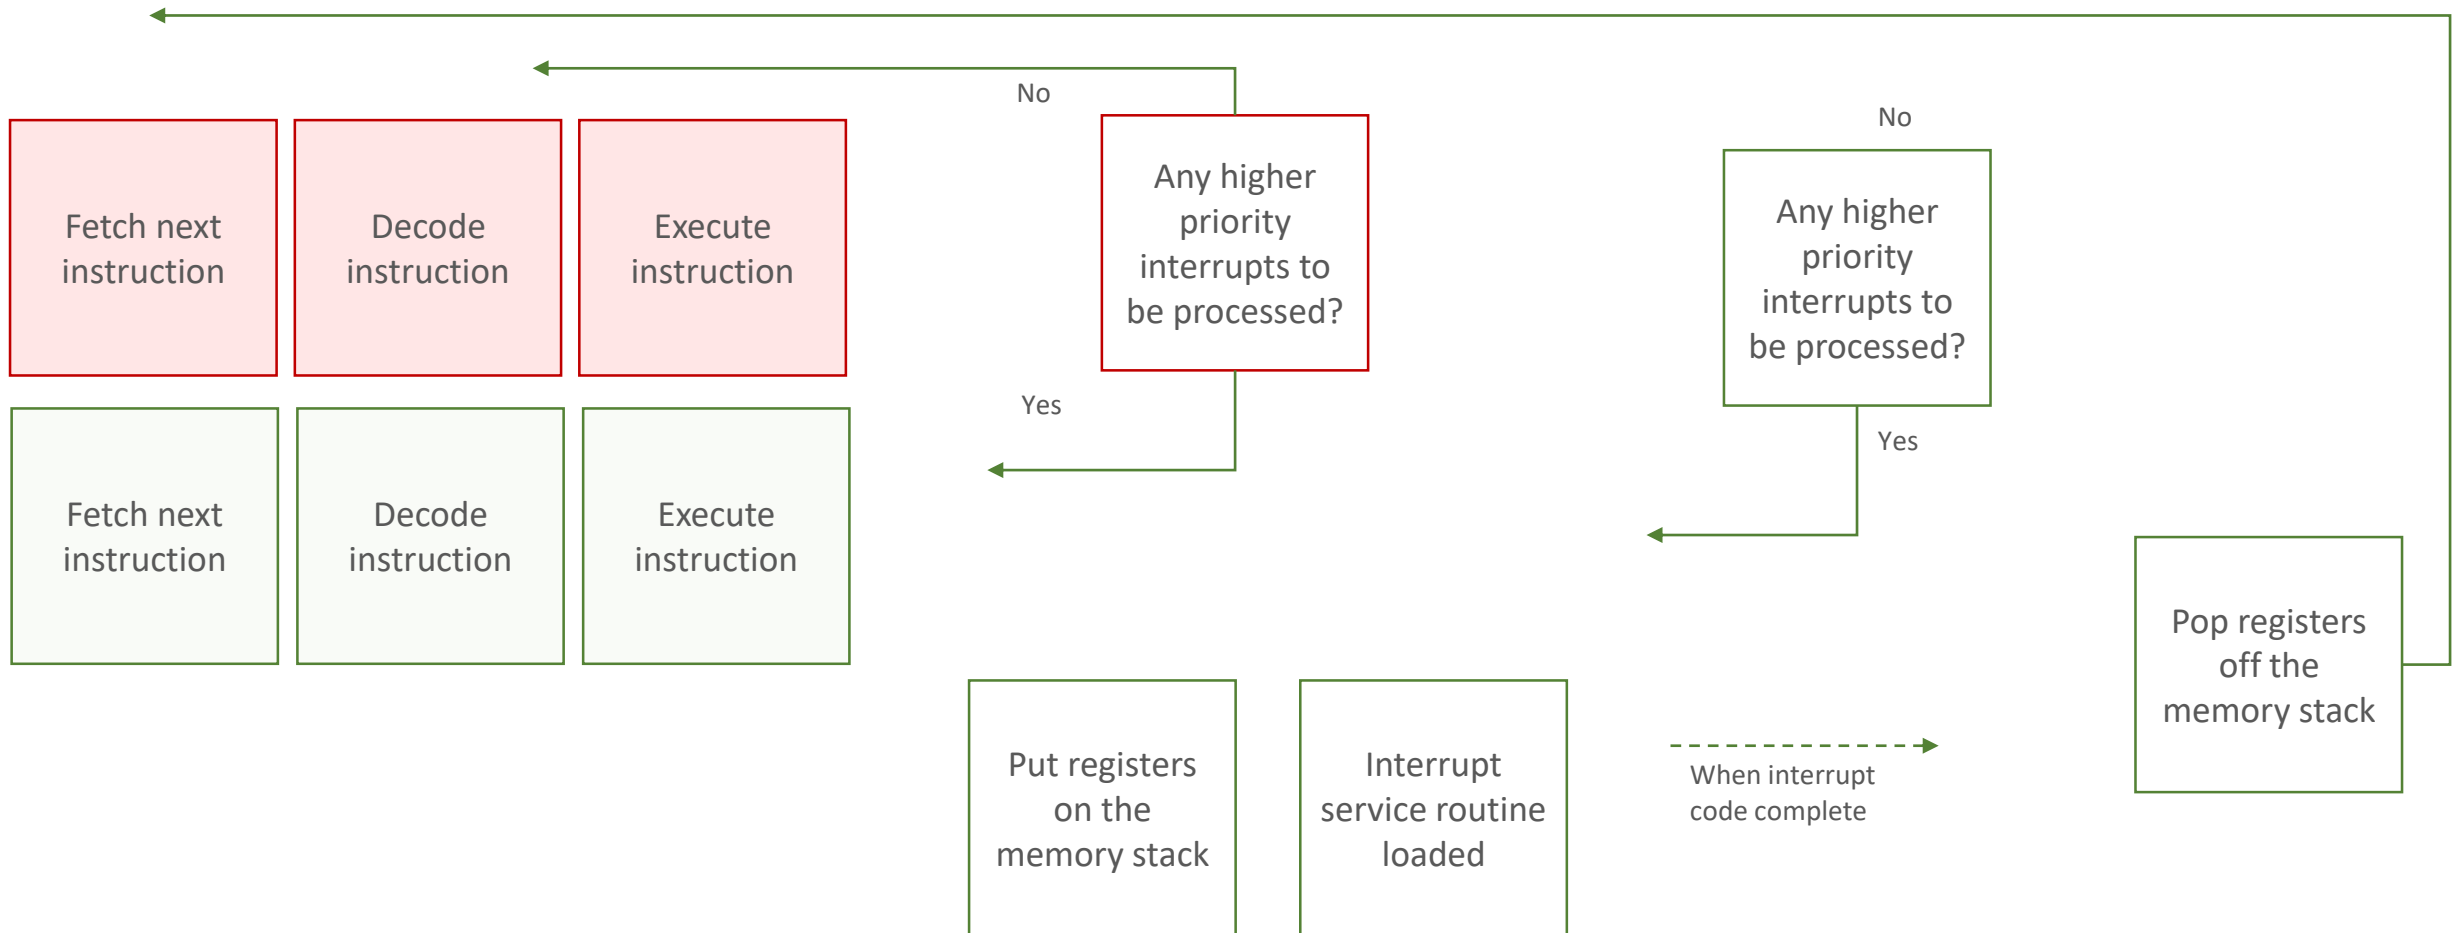 No
No
Fetch next
instruction
Decode
instruction
Execute
instruction
Any higher
priority
interrupts to
be processed?
Any higher
priority
interrupts to
be processed?
Yes
Yes
Fetch next
instruction
Decode
instruction
Execute
instruction
Pop registers
off the
memory stack
Put registers
on the
memory stack
Interrupt
service routine
loaded
When interrupt
code complete